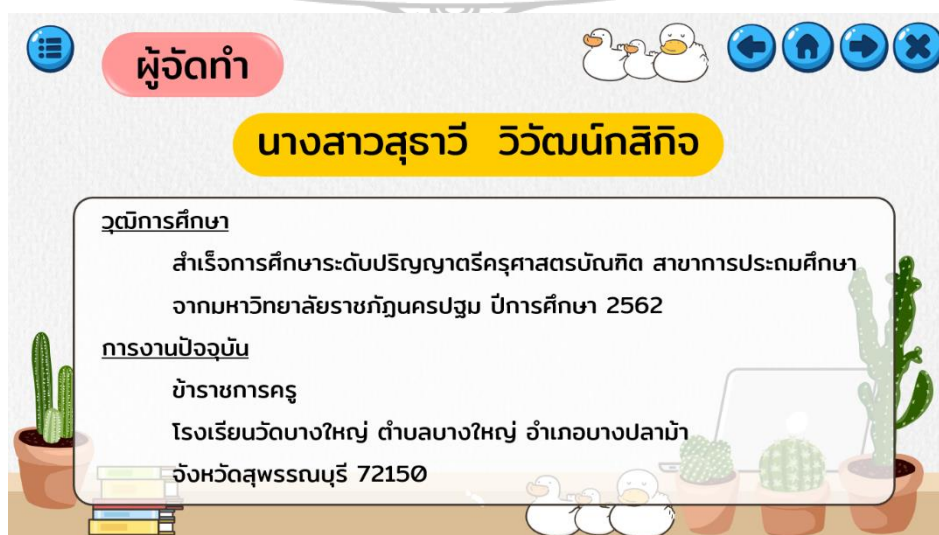 ผู้จัดทำ
นางสาวสุธาวี วิวัฒน์กสิกิจ
วุฒิการศึกษา
สำเร็จการศึกษาระดับปริญญาตรีครุศาสตรบัณฑิต สาขาการประถมศึกษา
จากมหาวิทยาลัยราชภัฏนครปฐม ปีการศึกษา 2562
การงานปัจจุบัน
ข้าราชการครู
โรงเรียนวัดบางใหญ่ ตำบลบางใหญ่ อำเภอบางปลาม้า
จังหวัดสุพรรณบุรี 72150